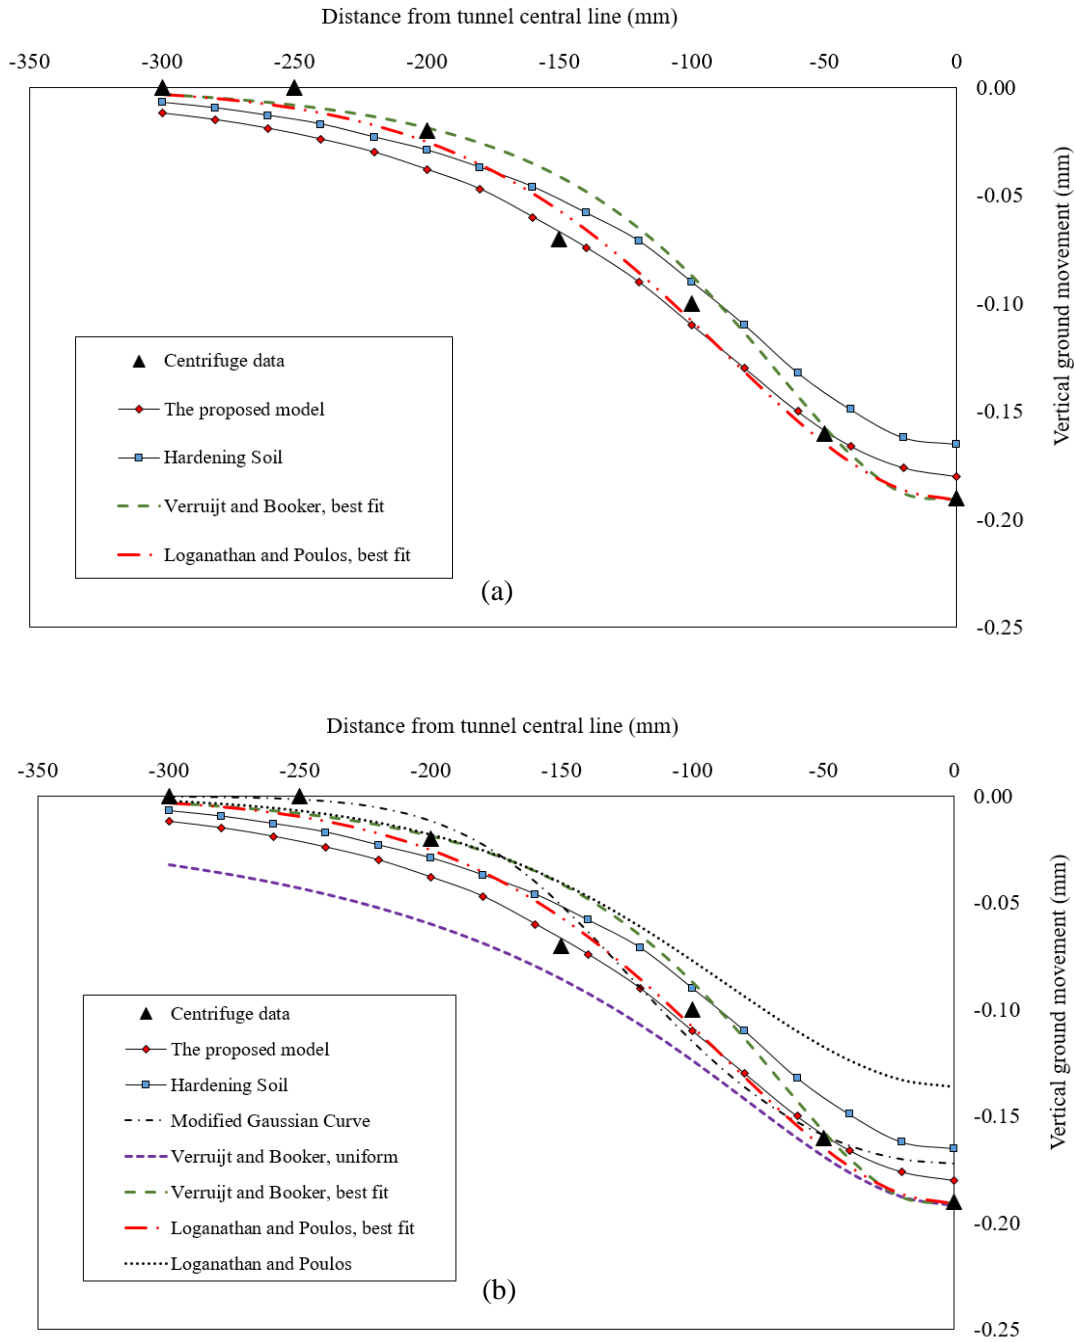 Distance from tunnel central line (mm)
-350 -300 -250 -200 -150 -100 -50 0
0.00
-0.05
-0.10
-0.15
-0.20
-0.25
Vertical ground movement (mm)
Centrifuge data
The proposed model
Hardening Soil
Verruijt and Booker, best fit
Loganathan and Poulos, best fit
(a)
Distance from tunnel central line (mm)
-350 -300 -250 -200 -150 -100 -50 0
0.00
-0.05
-0.10
-0.15
-0.20
-0.25
Vertical ground movement (mm)
Centrifuge data
The proposed model
Hardening Soil
Modified Gaussian Curve
Verruijt and Booker, uniform
Verruijt and Booker, best fit
Loganathan and Poulos, best fit
Loganathan and Poulos
(b)